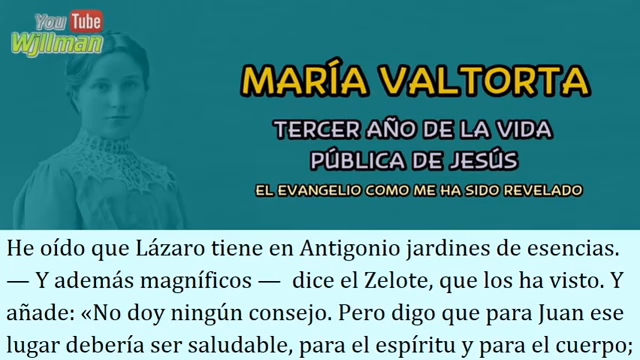 You Tube
Wjllman
MARÍA VALTORTA
TERCER AÑO DE LA VIDA
PÚBLICA DE JESÚS
EL EVANGELIO COMO ME HA SIDO REVELADO
He oído que Lázaro tiene en Antigonio jardines de esencias.
— Y además magníficos — dice el Zelote, que los ha visto. Y
añade: «No doy ningún consejo. Pero digo que para Juan ese
lugar debería ser saludable, para el espíritu y para el cuerpo;